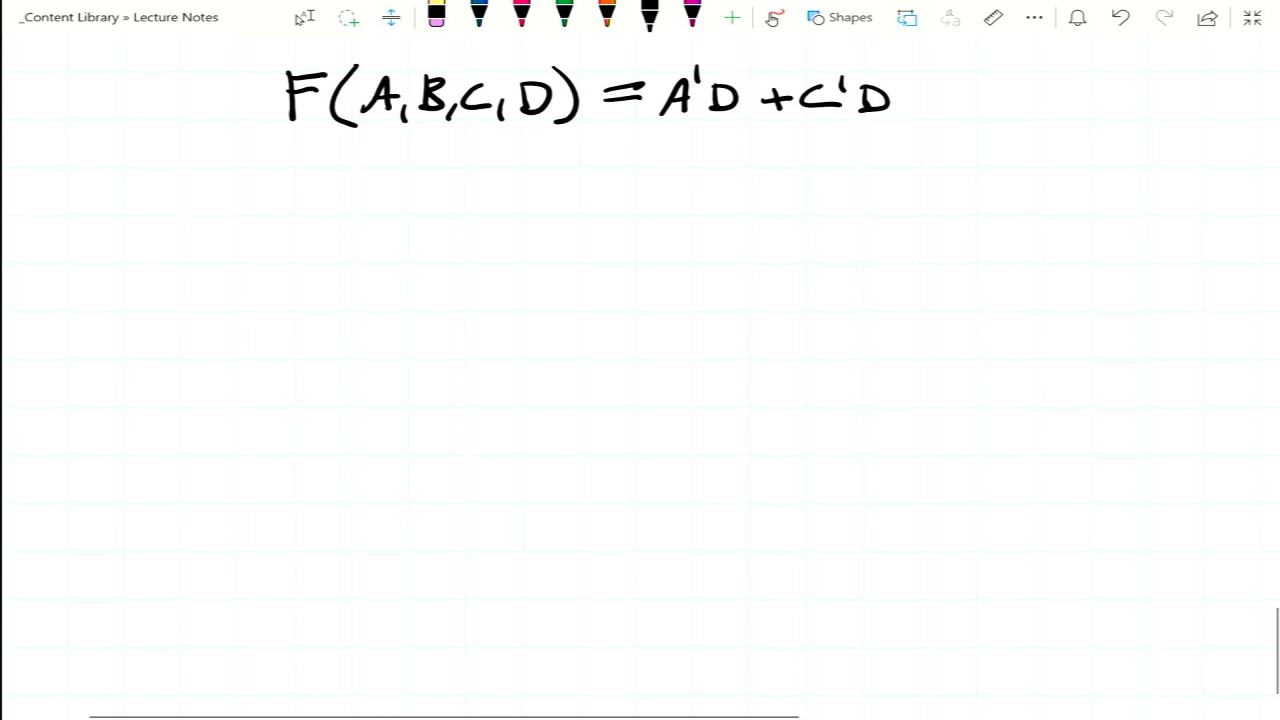 _Content Library » Lecture Notes
Shapes
F(A,B,C,D) = A'D + C'D